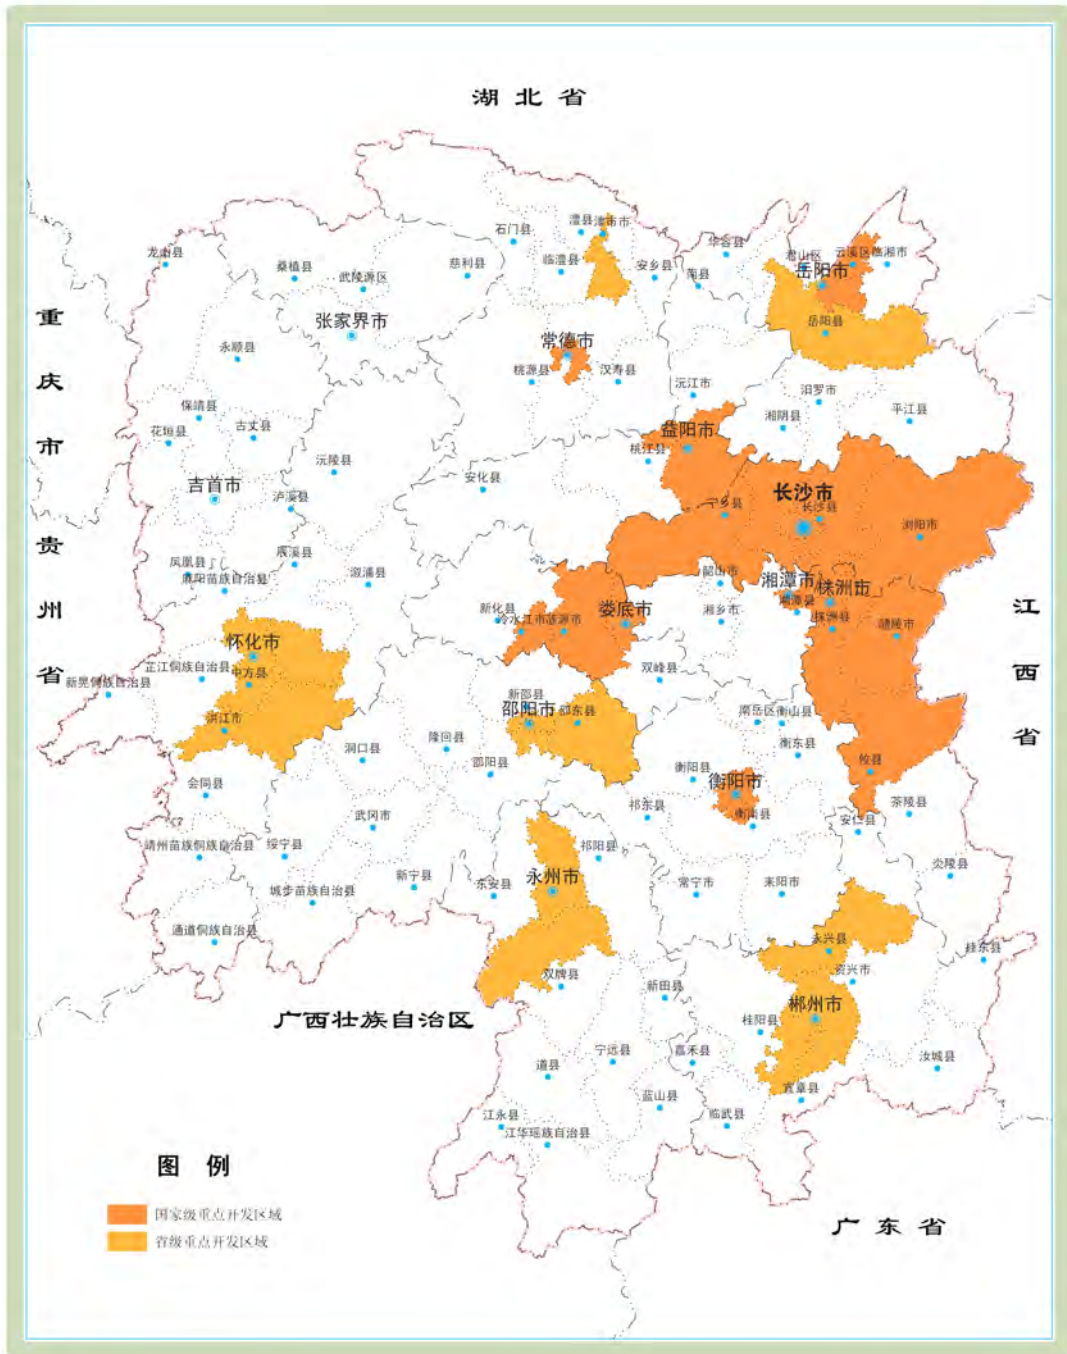 湖北省
重庆市
贵州省
江西省
广西壮族自治区
广东省
龙山县
桑植县
武陵源区
张家界市
慈利县
石门县
澧县
津市市
临澧县
安乡县
南县
华容县
君山区
岳阳市
云溪区
临湘市
岳阳县
永顺县
常德市
桃源县
汉寿县
沅江市
汨罗市
湘阴县
平江县
保靖县
花垣县
古丈县
沅陵县
益阳市
桃江县
安化县
吉首市
泸溪县
宁乡县
长沙市
长沙县
浏阳市
凤凰县
辰溪县
麻阳苗族自治县
溆浦县
韶山市
湘潭市
湘潭县
株洲市
株洲县
醴陵市
新化县
冷水江市
涟源市
娄底市
湘乡市
双峰县
怀化市
芷江侗族自治县
中方县
新晃侗族自治县
洪江市
新邵县
邵阳市
邵东县
南岳区
衡山县
衡东县
洞口县
隆回县
邵阳县
衡阳县
衡阳市
衡南县
攸县
会同县
武冈市
祁东县
安仁县
茶陵县
靖州苗族侗族自治县
绥宁县
祁阳县
炎陵县
城步苗族自治县
新宁县
东安县
永州市
常宁市
耒阳市
通道侗族自治县
永兴县
桂东县
双牌县
新田县
资兴市
郴州市
桂阳县
宁远县
嘉禾县
汝城县
道县
蓝山县
宜章县
临武县
江永县
江华瑶族自治县
图例
国家级重点开发区域
省级重点开发区域